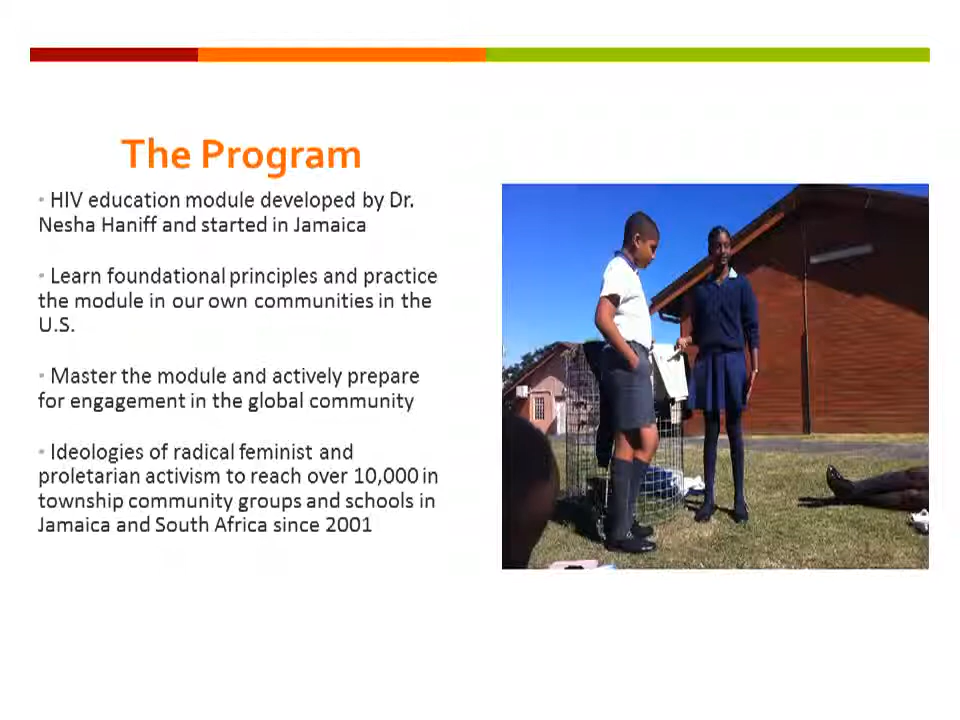 The Program
• HIV education module developed by Dr.
Nesha Haniff and started in Jamaica
• Learn foundational principles and practice
the module in our own communities in the
U.S.
• Master the module and actively prepare
for engagement in the global community
• Ideologies of radical feminist and
proletarian activism to reach over 10,000 in
township community groups and schools in
Jamaica and South Africa since 2001